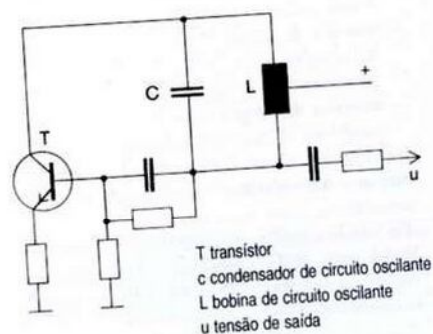 C
L
+
T
u
T transístor
c condensador de circuito oscilante
L bobina de circuito oscilante
u tensão de saída